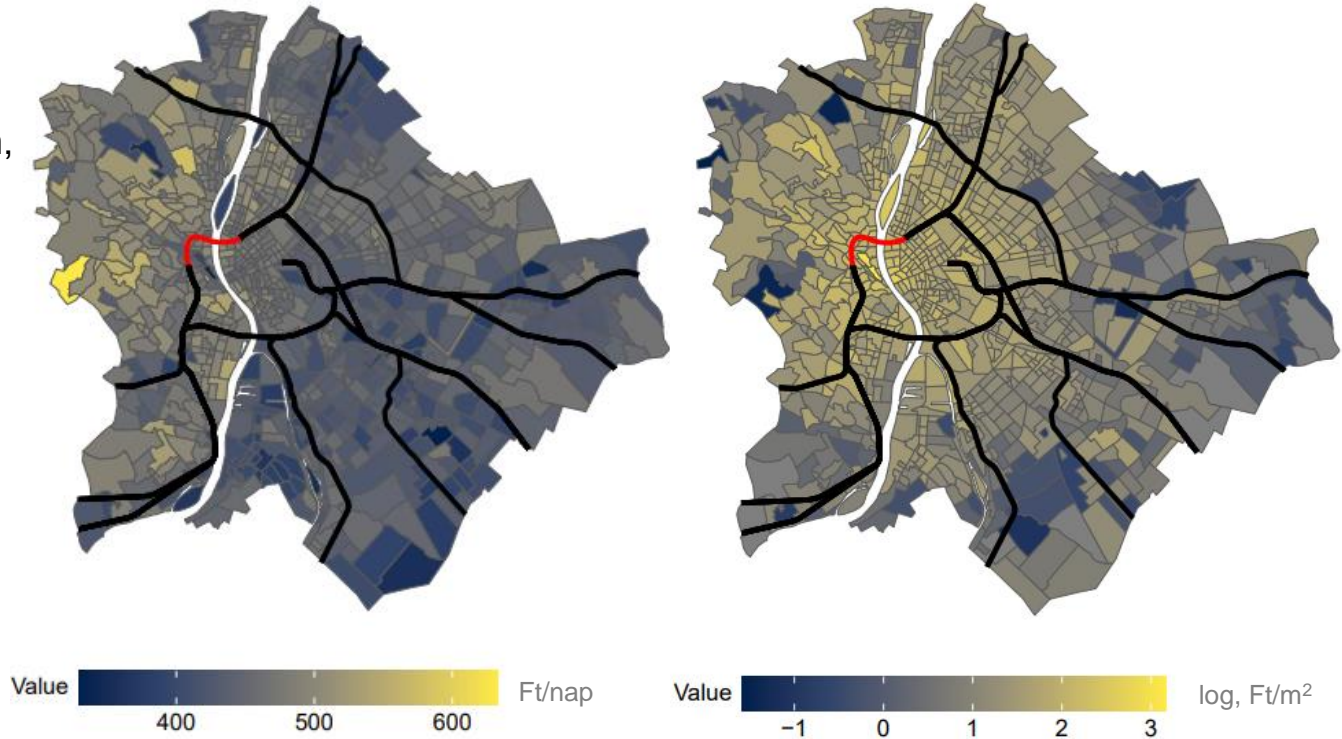 ,
Value
400 500 600
Ft/nap
Value
−1 0 1 2 3
log, Ft/m²